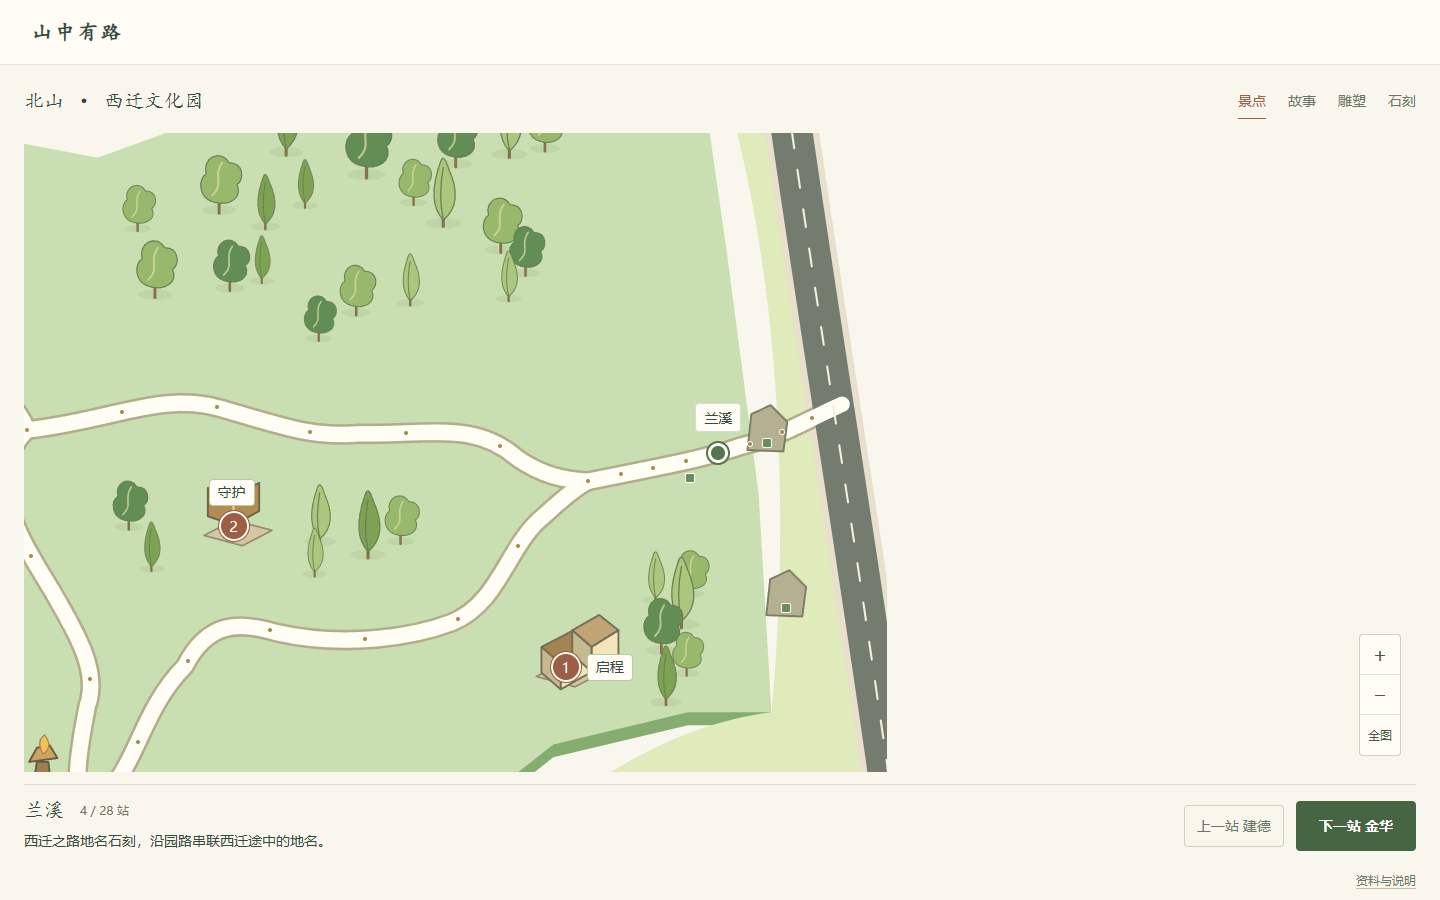 山中有路
北山 • 西迁文化园
景点 故事 雕塑 石刻
兰溪
守护
2
1 启程
+
−
全图
兰溪 4 / 28 站
西迁之路地名石刻，沿园路串联西迁途中的地名。
上一站 建德
下一站 金华
资料与说明